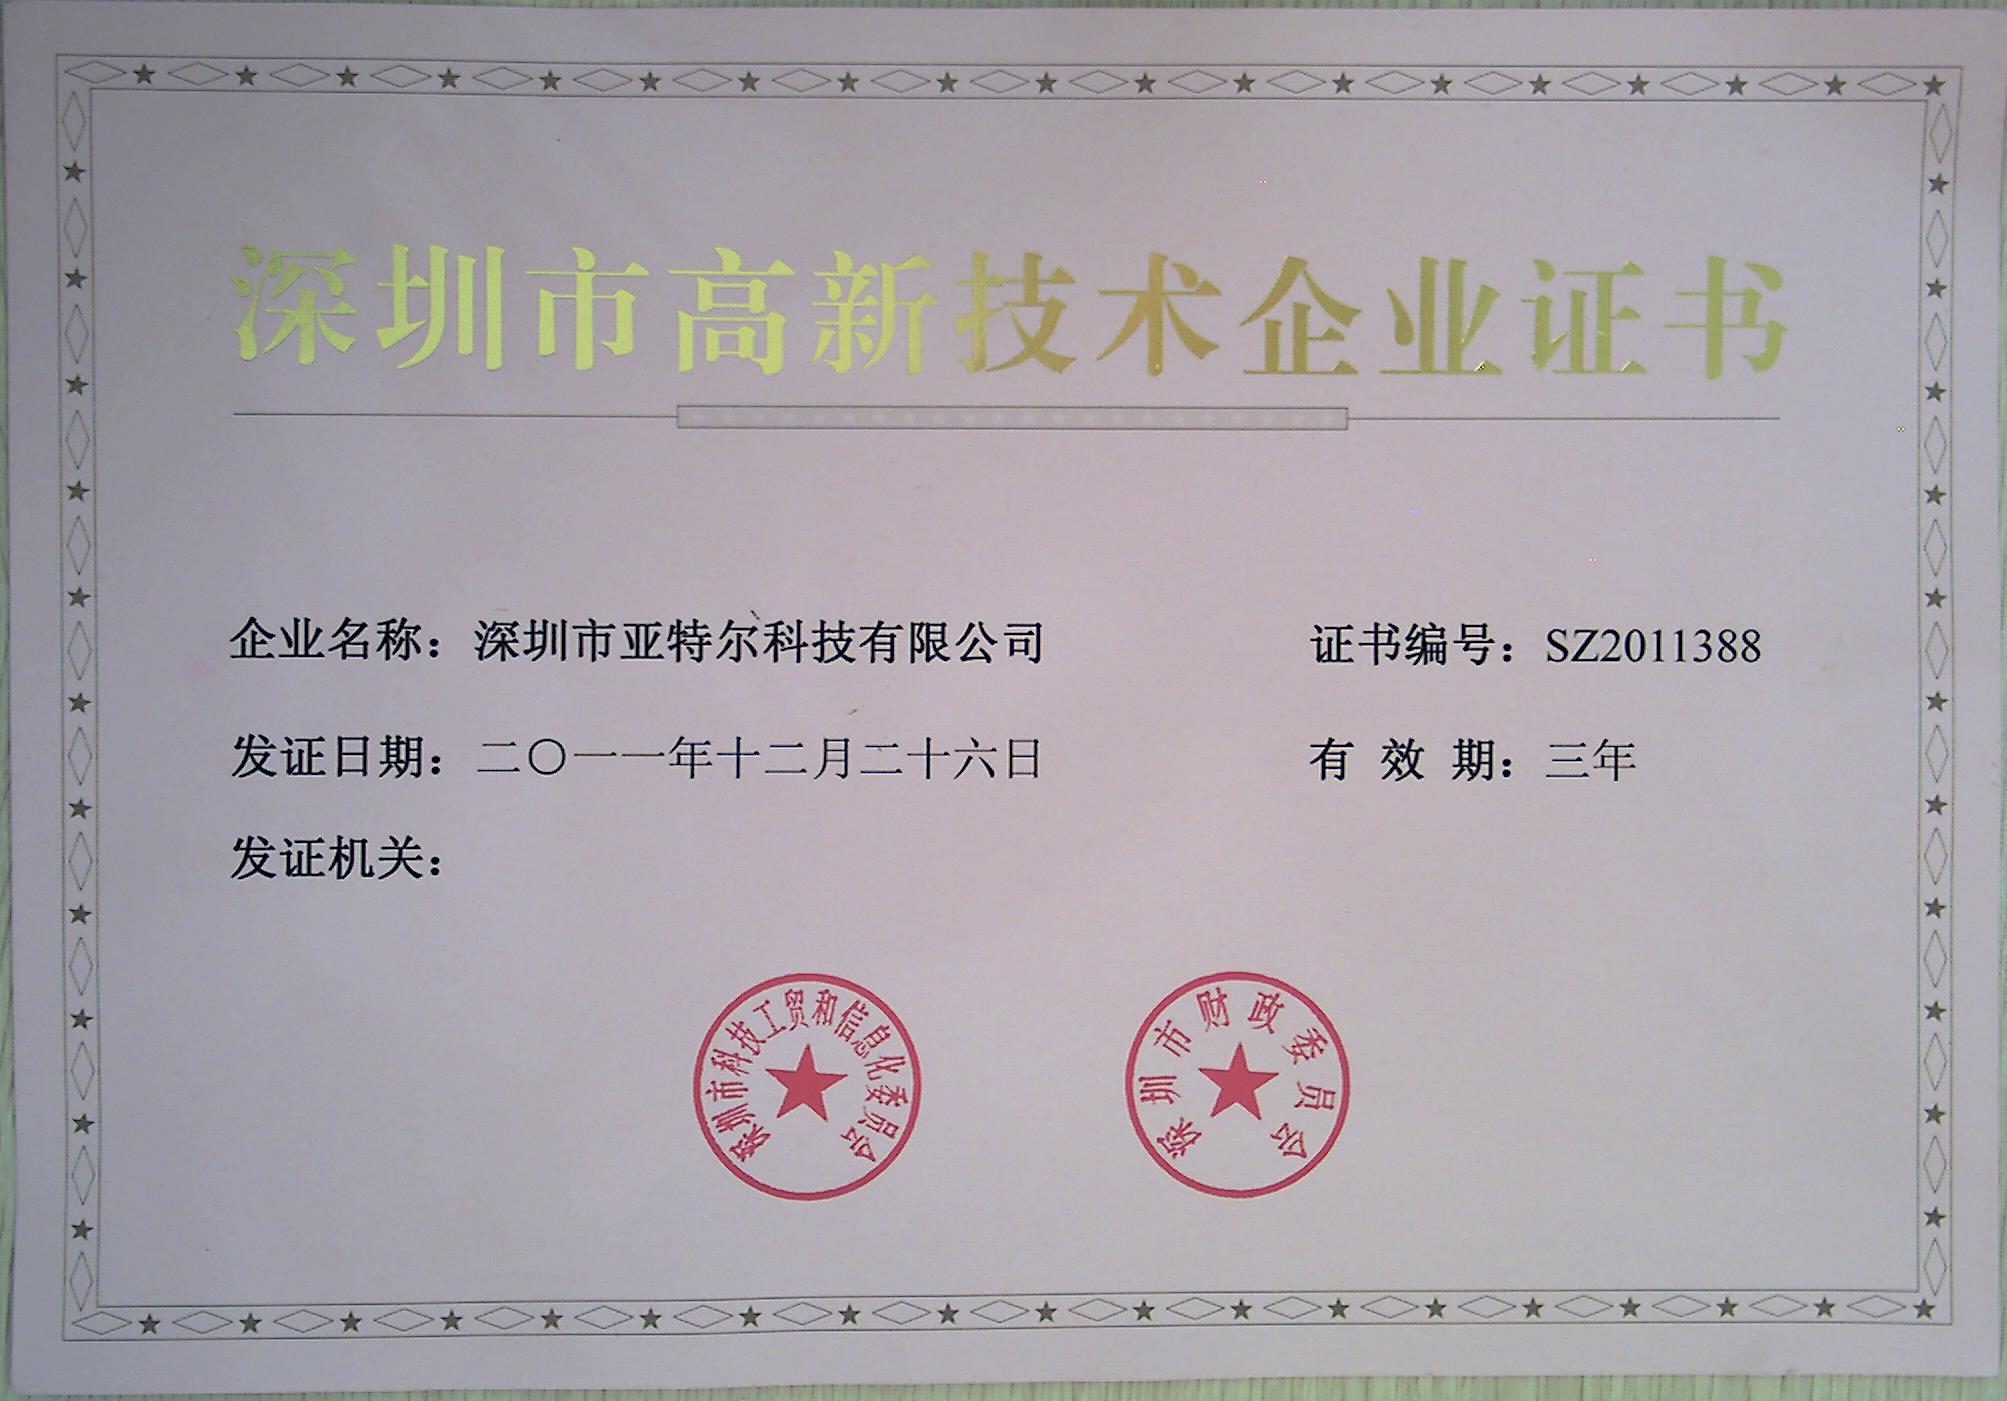 深圳市高新技术企业证书
企业名称：深圳市亚特尔科技有限公司 证书编号：SZ2011388
发证日期：二〇一一年十二月二十六日 有 效 期：三年
发证机关：
深圳市科技工贸和信息化委员会
深圳市财政委员会